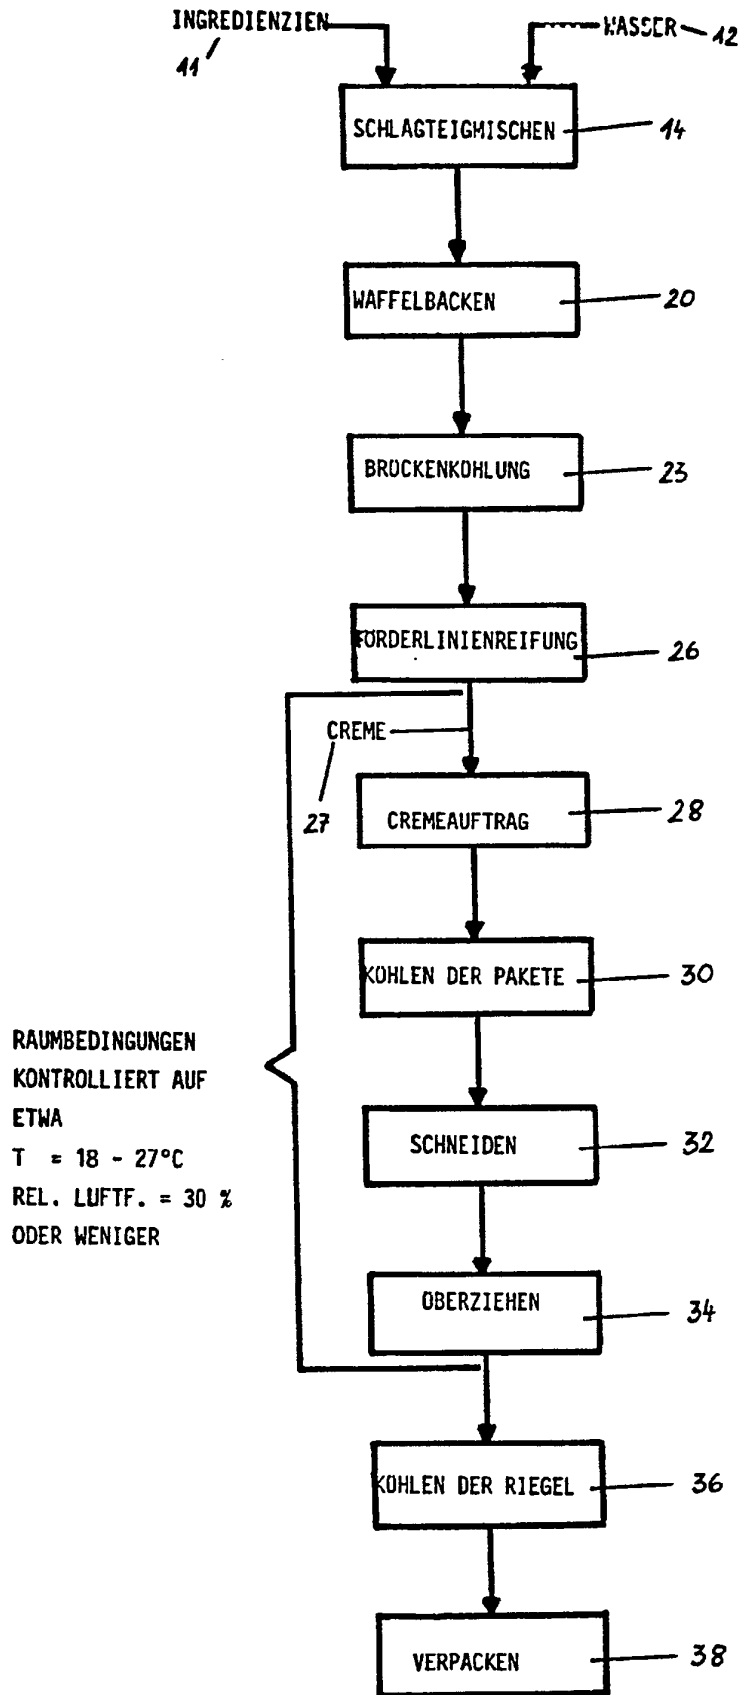 INGREDIENZIEN
11
WASSER
12
SCHLAGTEIGMISCHEN
14
WAFFELBACKEN
20
BRÜCKENKÜHLUNG
23
FÖRDERLINIENREIFUNG
26
CREME
27
CREMEAUFTRAG
28
KÜHLEN DER PAKETE
30
SCHNEIDEN
32
ÜBERZIEHEN
34
RAUMBEDINGUNGEN
KONTROLLIERT AUF
ETWA
T = 18 - 27°C
REL. LUFTF. = 30 %
ODER WENIGER
KÜHLEN DER RIEGEL
36
VERPACKEN
38